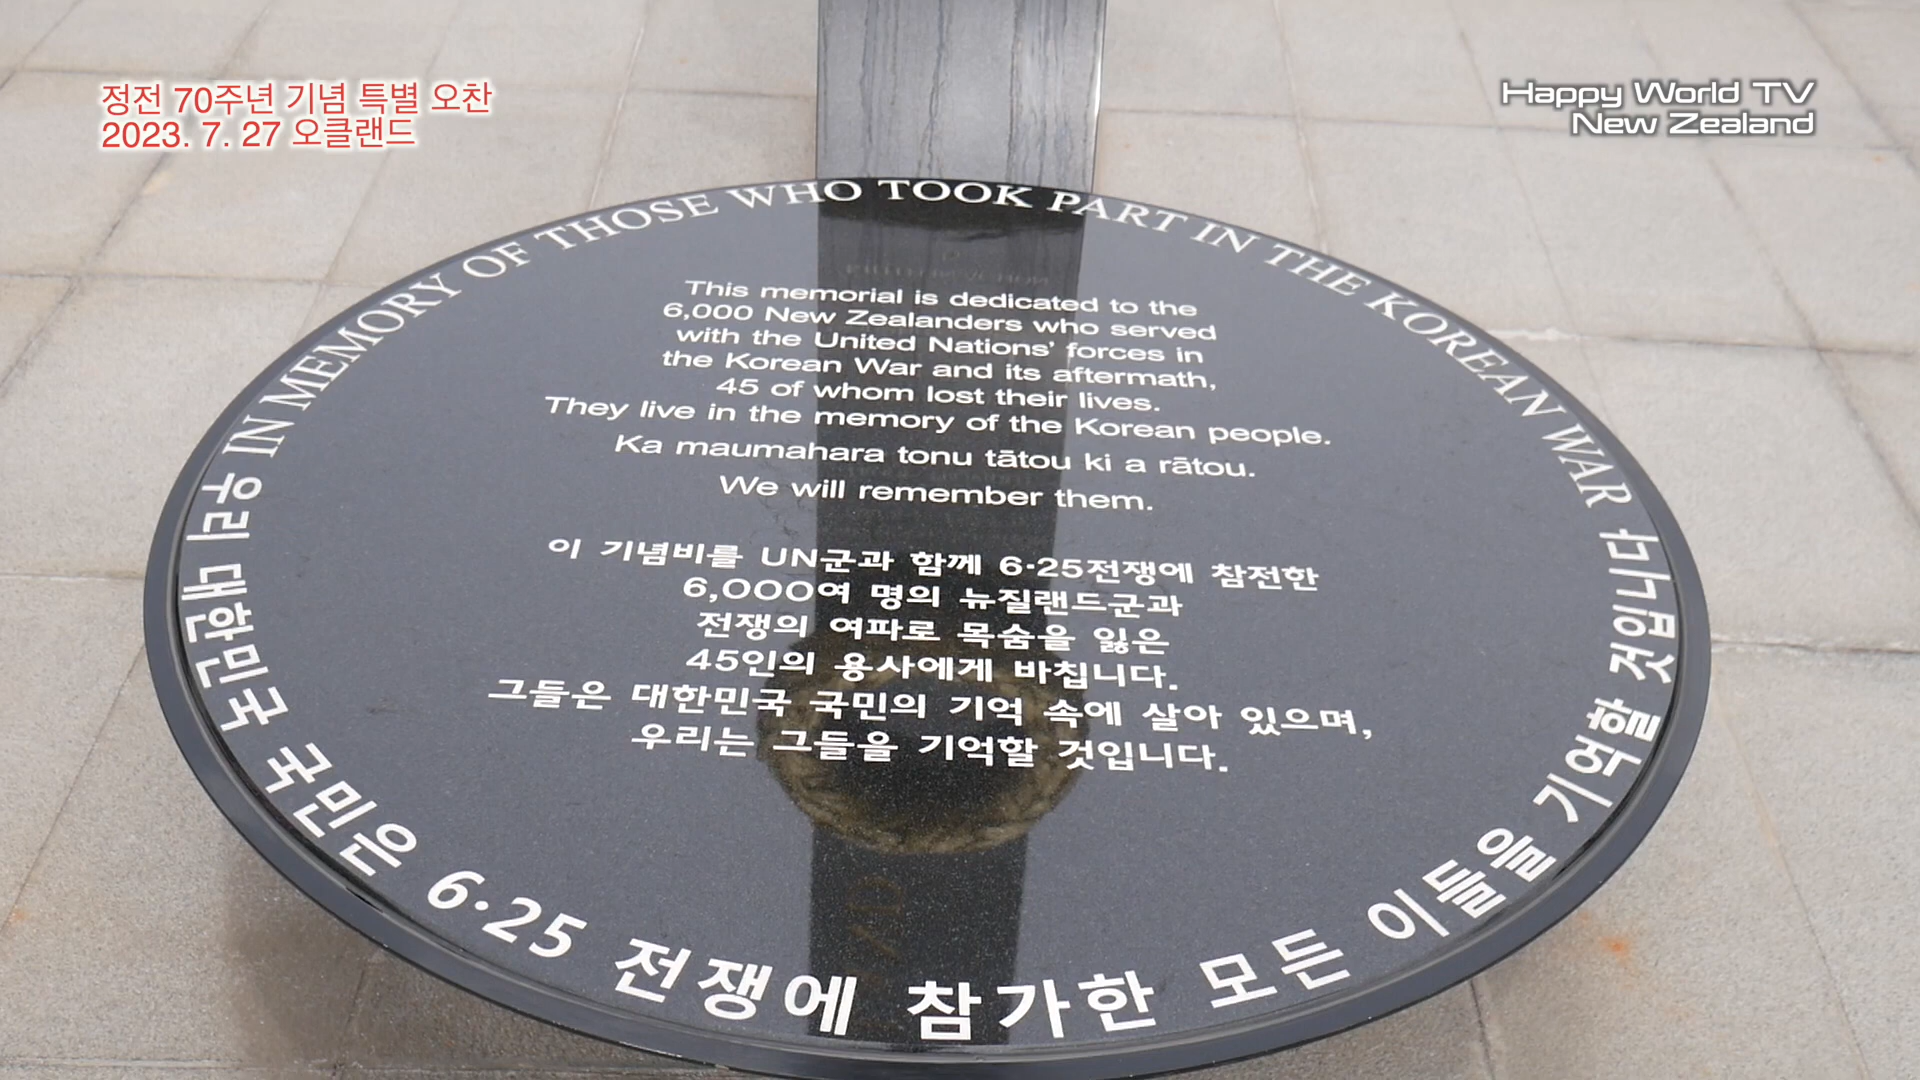 정전 70주년 기념 특별 오찬
2023. 7. 27 오클랜드
Happy World TV
New Zealand
IN MEMORY OF THOSE WHO TOOK PART IN THE KOREAN WAR
This memorial is dedicated to the
6,000 New Zealanders who served
with the United Nations' forces in
the Korean War and its aftermath,
45 of whom lost their lives.
They live in the memory of the Korean people.
Ka maumahara tonu tātou ki a rātou.
We will remember them.
이 기념비를 UN군과 함께 6·25전쟁에 참전한
6,000여 명의 뉴질랜드군과
전쟁의 여파로 목숨을 잃은
45인의 용사에게 바칩니다.
그들은 대한민국 국민의 기억 속에 살아 있으며,
우리는 그들을 기억할 것입니다.
우리 대한민국 국민은 6·25 전쟁에 참가한 모든 이들을 기억할 것입니다